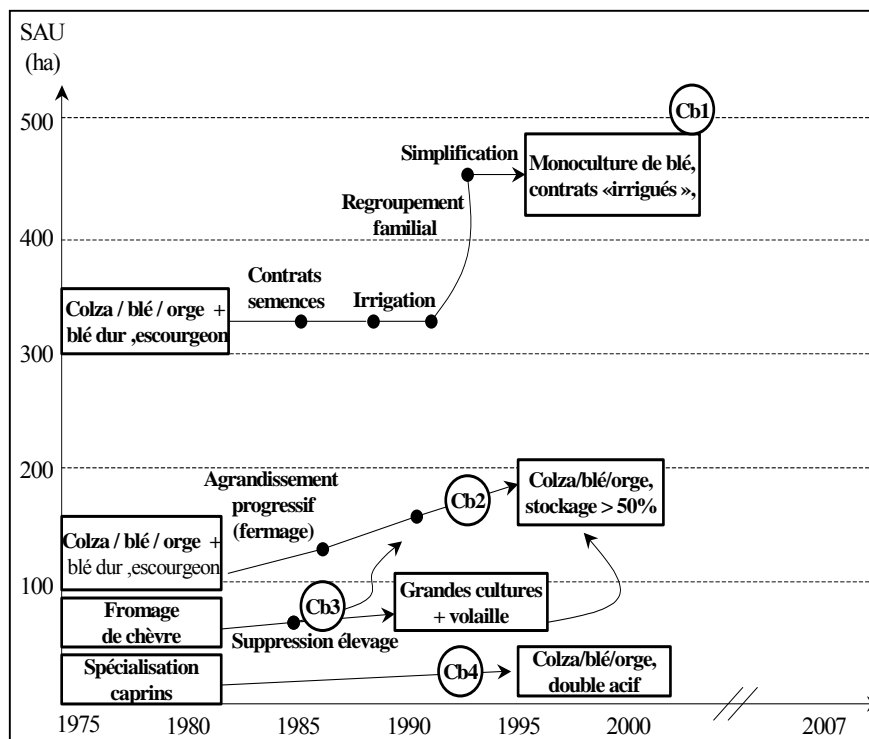 SAU
(ha)
500
400
300
200
100
Cb1
Simplification
Monoculture de blé,
contrats «irrigués »,
Regroupement
familial
Contrats
semences
Irrigation
Colza / blé / orge +
blé dur ,escourgeon
Agrandissement
progressif
(fermage)
Cb2
Colza/blé/orge,
stockage > 50%
Colza / blé / orge +
blé dur ,escourgeon
Fromage
de chèvre
Cb3
Suppression élevage
Grandes cultures
+ volaille
Spécialisation
caprins
Cb4
Colza/blé/orge,
double acif
1975 1980 1985 1990 1995 2000 2007